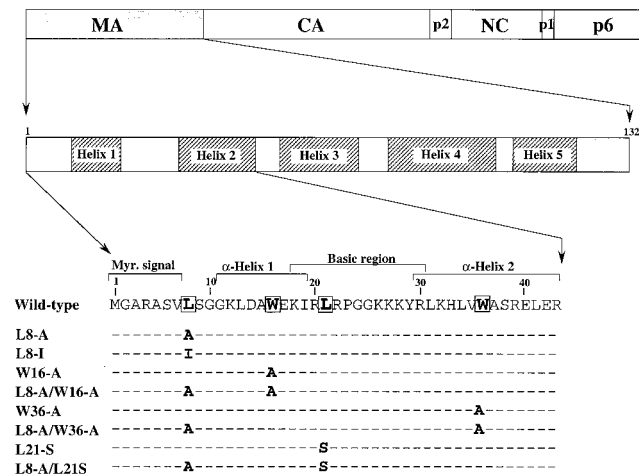 MA CA p2 NC p1 p6
1 132
Helix 1 Helix 2 Helix 3 Helix 4 Helix 5
Myr. signal α-Helix 1 Basic region α-Helix 2
1 10 20 30 40
Wild-type MGARASVLSGGKLDAWEKIRLRPGGKKKYRLKHLVWASRELER
L8-A -------A-----------------------------------
L8-I -------I-----------------------------------
W16-A ---------------A---------------------------
L8-A/W16-A -------A-------A---------------------------
W36-A -----------------------------------A-------
L8-A/W36-A -------A---------------------------A-------
L21-S --------------------S----------------------
L8-A/L21S -------A------------S----------------------